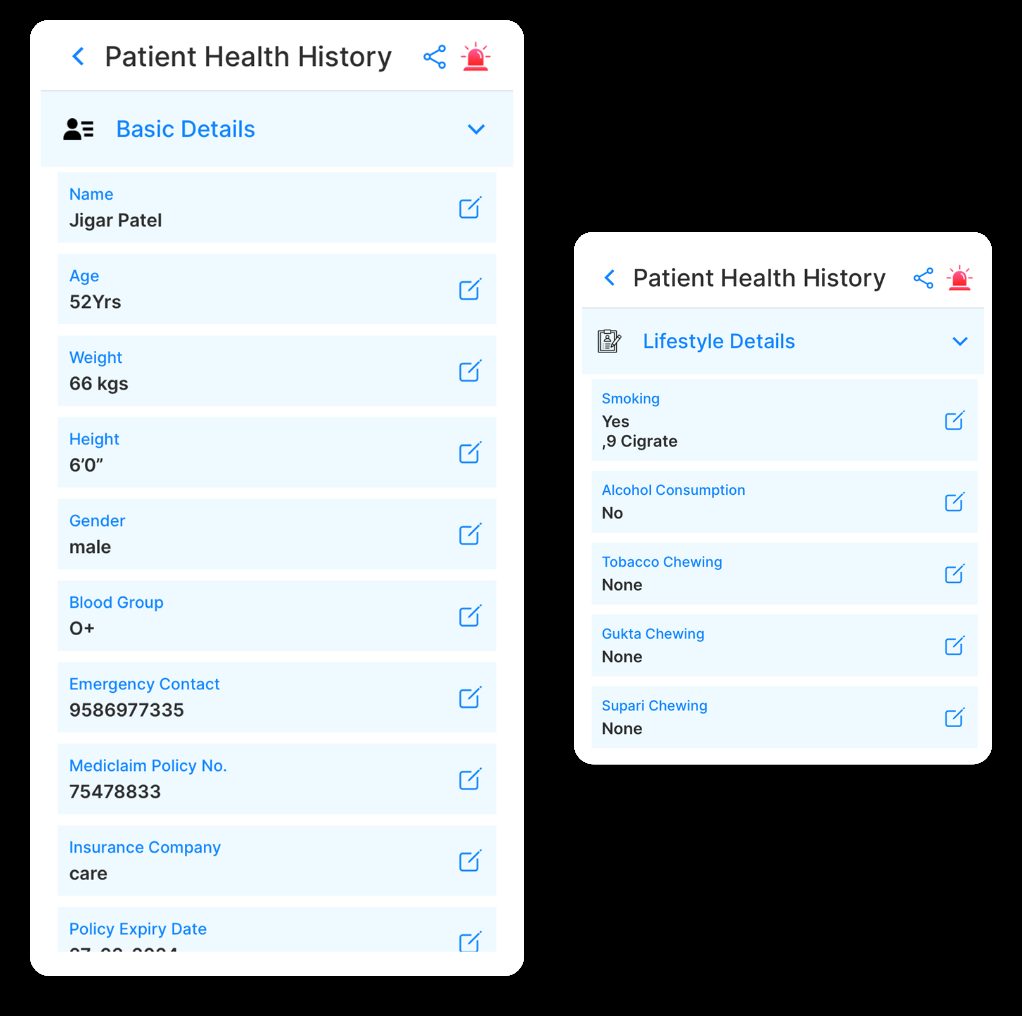 Patient Health History
Basic Details
Name
Jigar Patel
Age
52Yrs
Weight
66 kgs
Height
6’0”
Gender
male
Blood Group
O+
Emergency Contact
9586977335
Mediclaim Policy No.
75478833
Insurance Company
care
Policy Expiry Date
Patient Health History
Lifestyle Details
Smoking
Yes
,9 Cigrate
Alcohol Consumption
No
Tobacco Chewing
None
Gukta Chewing
None
Supari Chewing
None